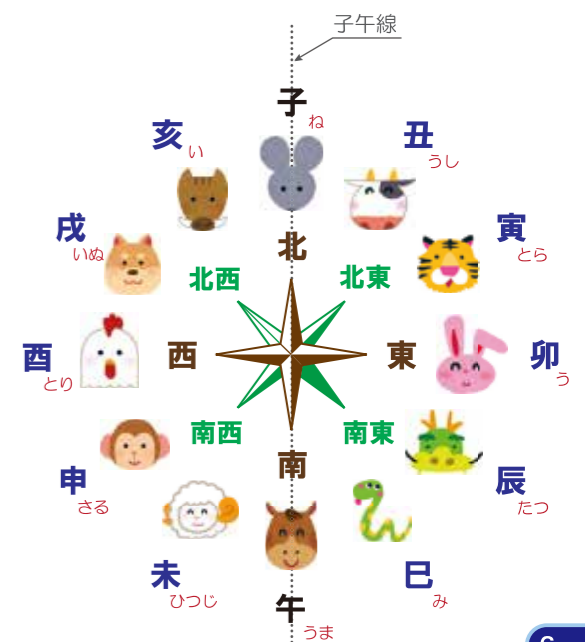 子午線
子
ね
亥
い
丑
うし
戌
いぬ
寅
とら
北
北西
北東
酉
とり
西
東
卯
う
南西
南東
南
申
さる
辰
たつ
未
ひつじ
巳
み
午
うま